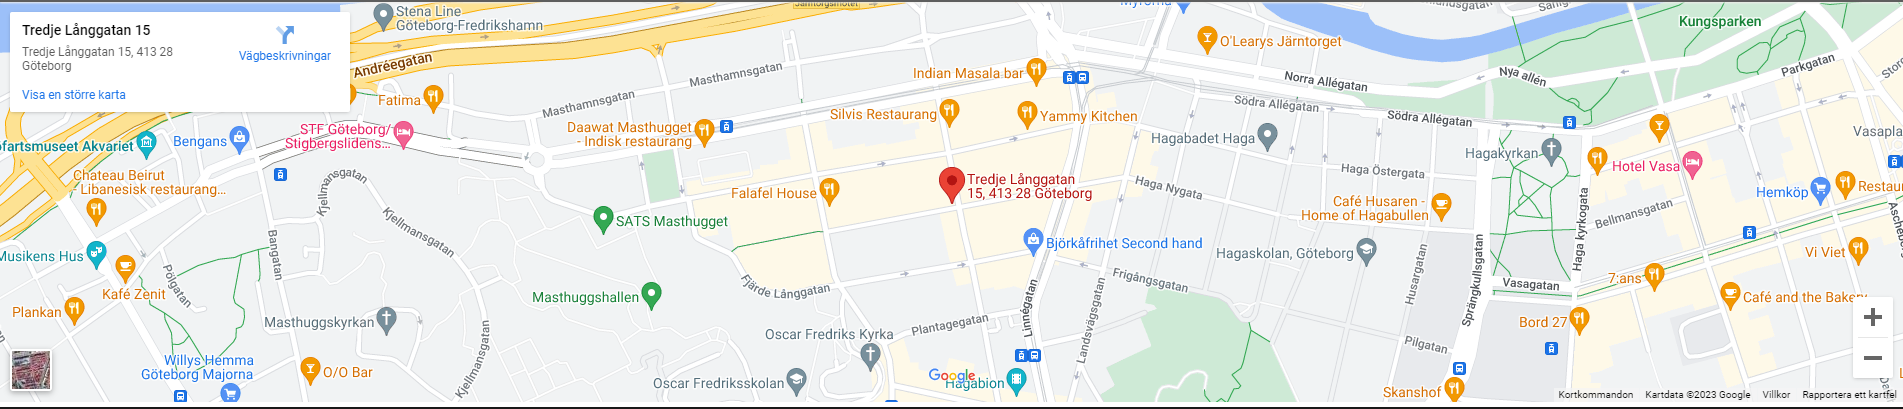 Tredje Långgatan 15
Tredje Långgatan 15, 413 28
Göteborg
Vägbeskrivningar
Visa en större karta
Stena Line
Göteborg-Fredrikshamn
Andréegatan
Masthamnsgatan
Masthamnsgatan
Fatima
Indian Masala bar
O'Learys Järntorget
Kungsparken
Norra Allégatan
Nya allén
Parkgatan
Södra Allégatan
Södra Allégatan
STF Göteborg/
Stigbergslidens...
Bengans
Daawat Masthugget
- Indisk restaurang
Silvis Restaurang
Yammy Kitchen
Hagabadet Haga
Hagakyrkan
Hotel Vasa
Hemköp
Chateau Beirut
- Libanesisk restaurang...
Kjellmansgatan
Kjellmansgatan
Kjellmansgatan
Falafel House
Tredje Långgatan
15, 413 28 Göteborg
Haga Nygata
Haga Östergata
Café Husaren -
Home of Hagabullen
Haga kyrkogata
Bellmansgatan
SATS Masthugget
Björkåfrihet Second hand
Hagaskolan, Göteborg
Musikens Hus
Kafé Zenit
Pölgatan
Bangatan
Plankan
Masthuggskyrkan
Masthuggshallen
Fjärde Långgatan
Frigångsgatan
Linnégatan
Landsvägsgatan
Husargatan
Sprängkullsgatan
Vasagatan
7:ans
Vi Viet
Café and the Bakery
Bord 27
Plantagegatan
Oscar Fredriks Kyrka
Oscar Fredriksskolan
Pilgatan
Skanshof
Hagabion
Google
Willys Hemma
Göteborg Majorna
O/O Bar
Kortkommandon
Kartdata ©2023 Google
Villkor
Rapportera ett kartfel